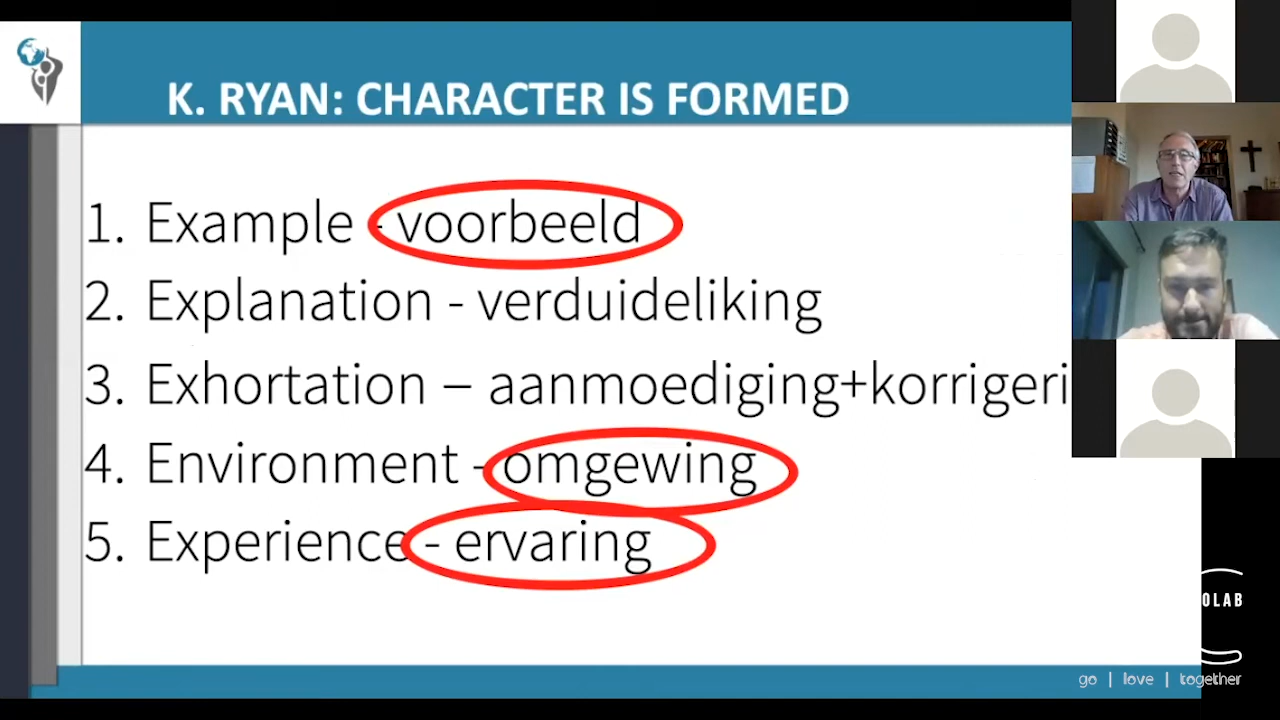 K. RYAN: CHARACTER IS FORMED
1. Example - voorbeeld
2. Explanation - verduideliking
3. Exhortation – aanmoediging+korrigeri
4. Environment - omgewing
5. Experience - ervaring
OLAB
go | love | together